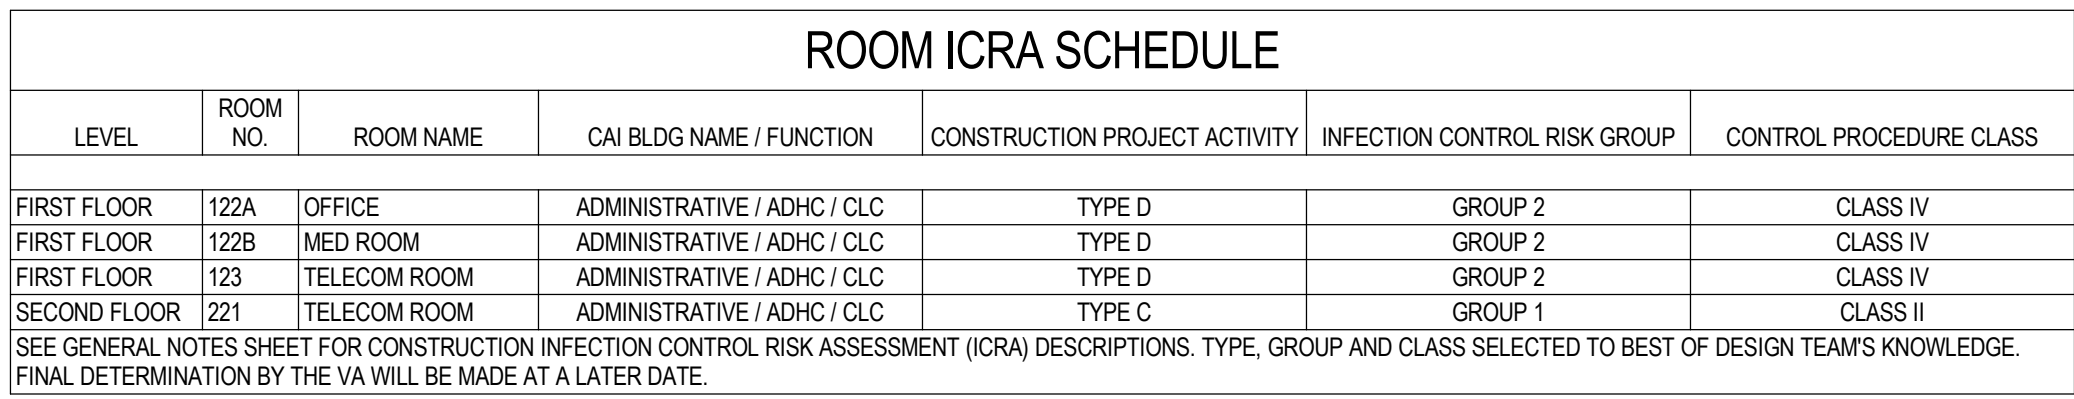 ROOM ICRA SCHEDULE
LEVEL ROOM NO. ROOM NAME CAI BLDG NAME / FUNCTION CONSTRUCTION PROJECT ACTIVITY INFECTION CONTROL RISK GROUP CONTROL PROCEDURE CLASS
FIRST FLOOR 122A OFFICE ADMINISTRATIVE / ADHC / CLC TYPE D GROUP 2 CLASS IV
FIRST FLOOR 122B MED ROOM ADMINISTRATIVE / ADHC / CLC TYPE D GROUP 2 CLASS IV
FIRST FLOOR 123 TELECOM ROOM ADMINISTRATIVE / ADHC / CLC TYPE D GROUP 2 CLASS IV
SECOND FLOOR 221 TELECOM ROOM ADMINISTRATIVE / ADHC / CLC TYPE C GROUP 1 CLASS II
SEE GENERAL NOTES SHEET FOR CONSTRUCTION INFECTION CONTROL RISK ASSESSMENT (ICRA) DESCRIPTIONS. TYPE, GROUP AND CLASS SELECTED TO BEST OF DESIGN TEAM'S KNOWLEDGE.
FINAL DETERMINATION BY THE VA WILL BE MADE AT A LATER DATE.